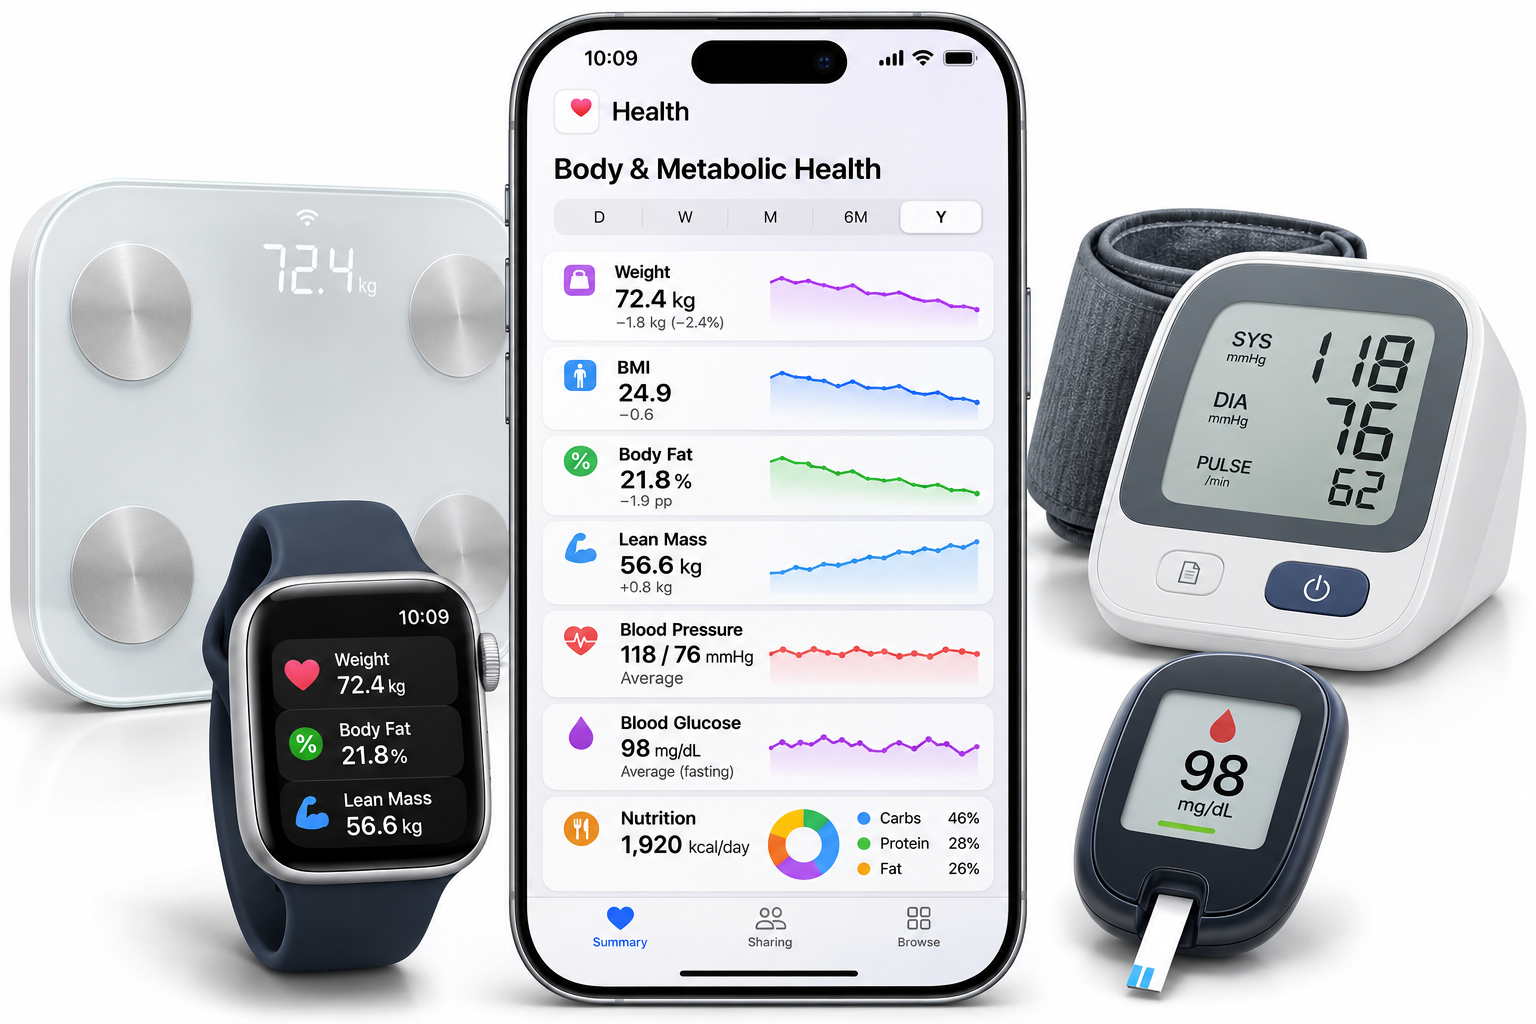 72.4 kg
10:09
Weight
72.4 kg
Body Fat
21.8%
Lean Mass
56.6 kg
10:09
Health
Body & Metabolic Health
D W M 6M Y
Weight
72.4 kg
−1.8 kg (−2.4%)
BMI
24.9
−0.6
Body Fat
21.8 %
−1.9 pp
Lean Mass
56.6 kg
+0.8 kg
Blood Pressure
118 / 76 mmHg
Average
Blood Glucose
98 mg/dL
Average (fasting)
Nutrition
1,920 kcal/day
Carbs 46%
Protein 28%
Fat 26%
Summary Sharing Browse
SYS 118
mmHg
DIA 76
mmHg
PULSE 62
/min
98
mg/dL